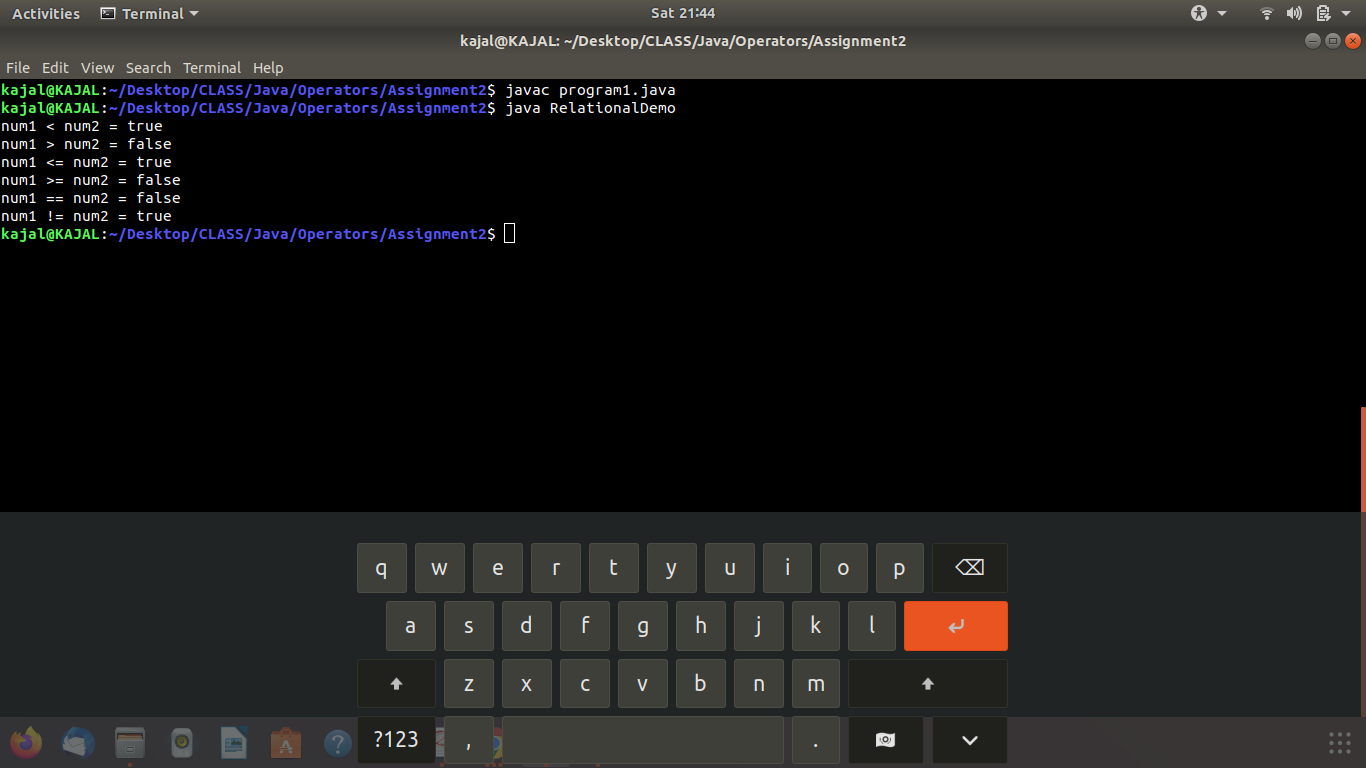 Activities Terminal Sat 21:44
kajal@KAJAL: ~/Desktop/CLASS/Java/Operators/Assignment2
File Edit View Search Terminal Help
kajal@KAJAL:~/Desktop/CLASS/Java/Operators/Assignment2$ javac program1.java
kajal@KAJAL:~/Desktop/CLASS/Java/Operators/Assignment2$ java RelationalDemo
num1 < num2 = true
num1 > num2 = false
num1 <= num2 = true
num1 >= num2 = false
num1 == num2 = false
num1 != num2 = true
kajal@KAJAL:~/Desktop/CLASS/Java/Operators/Assignment2$
q w e r t y u i o p
a s d f g h j k l
z x c v b n m
?123 , .